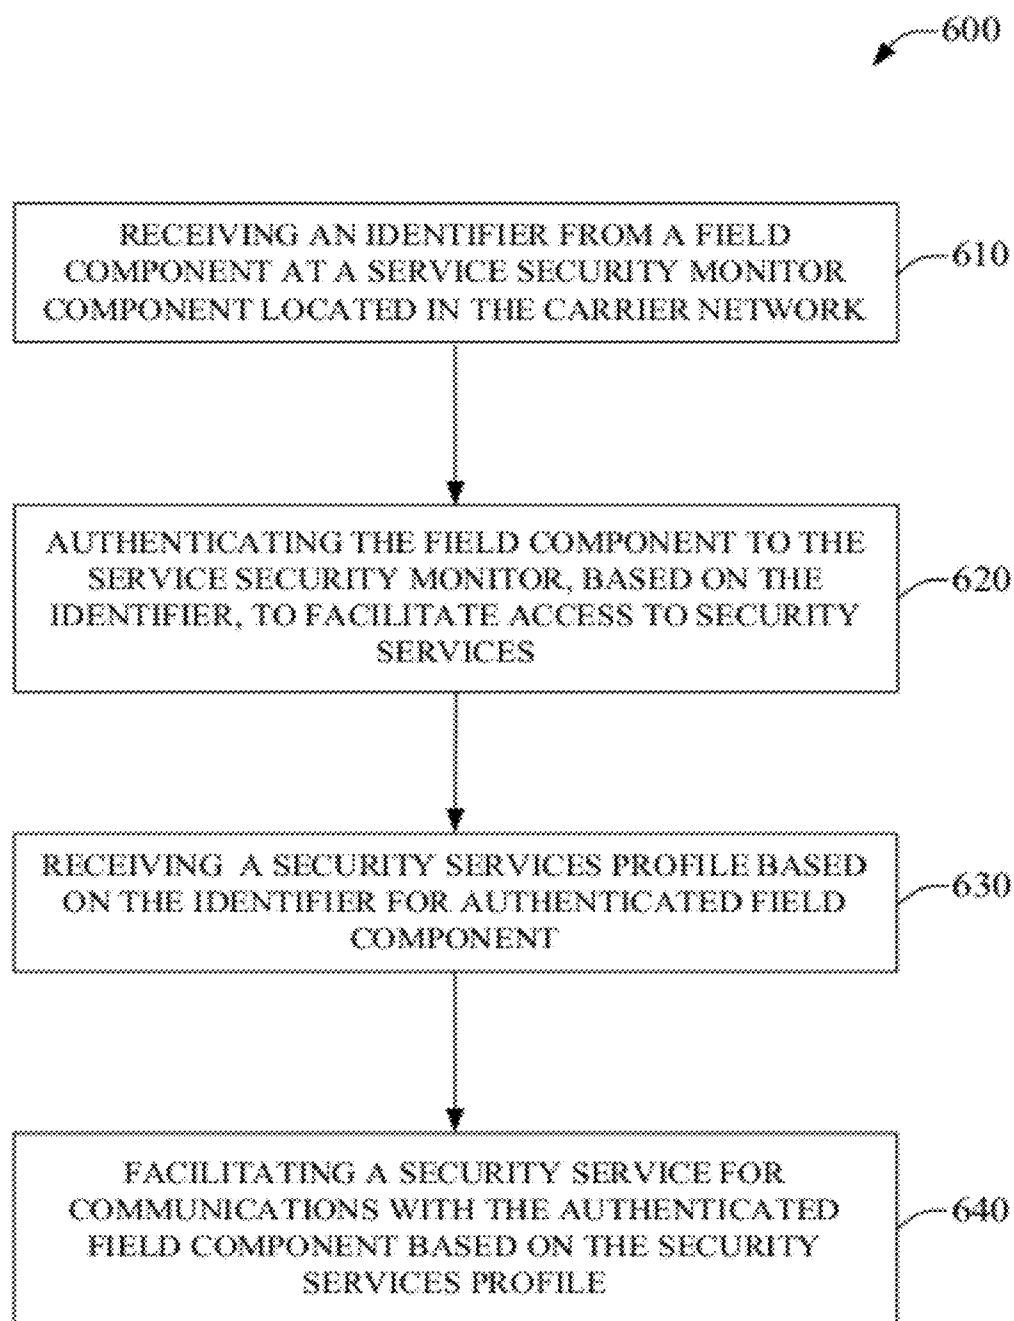 600
RECEIVING AN IDENTIFIER FROM A FIELD
COMPONENT AT A SERVICE SECURITY MONITOR
COMPONENT LOCATED IN THE CARRIER NETWORK
610
AUTHENTICATING THE FIELD COMPONENT TO THE
SERVICE SECURITY MONITOR, BASED ON THE
IDENTIFIER, TO FACILITATE ACCESS TO SECURITY
SERVICES
620
RECEIVING A SECURITY SERVICES PROFILE BASED
ON THE IDENTIFIER FOR AUTHENTICATED FIELD
COMPONENT
630
FACILITATING A SECURITY SERVICE FOR
COMMUNICATIONS WITH THE AUTHENTICATED
FIELD COMPONENT BASED ON THE SECURITY
SERVICES PROFILE
640